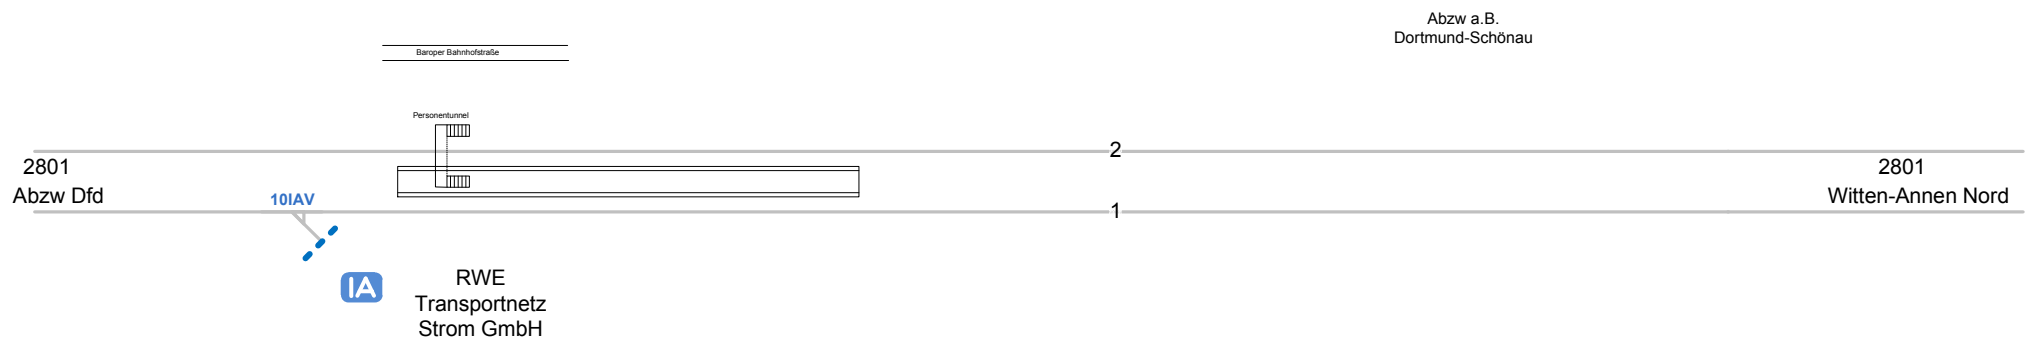 Abzw a.B.
Dortmund-Schönau
Baroper Bahnhofstraße
Personentunnel
2
2801
Abzw Dfd
2801
Witten-Annen Nord
10IAV
1
IA
RWE
Transportnetz
Strom GmbH